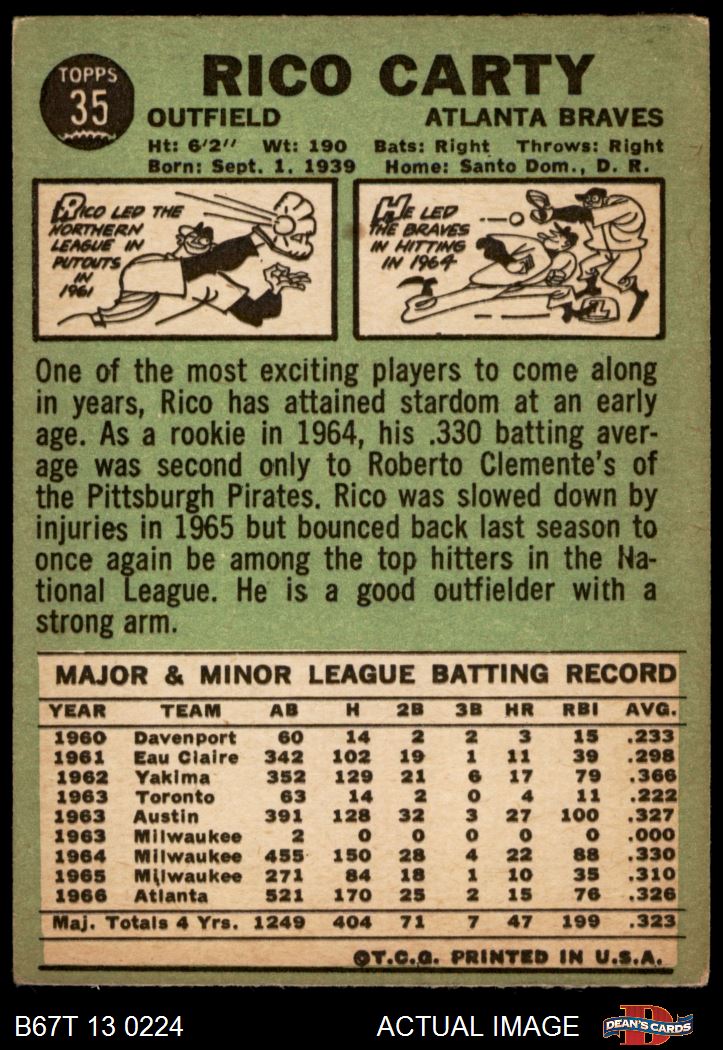 TOPPS
35
RICO CARTY
OUTFIELD ATLANTA BRAVES
Ht: 6'2" Wt: 190 Bats: Right Throws: Right
Born: Sept. 1, 1939 Home: Santo Dom., D. R.
RICO LED THE
NORTHERN
LEAGUE IN
PUTOUTS
IN
1961
HE LED
THE BRAVES
IN HITTING
IN 1964
One of the most exciting players to come along
in years, Rico has attained stardom at an early
age. As a rookie in 1964, his .330 batting aver-
age was second only to Roberto Clemente's of
the Pittsburgh Pirates. Rico was slowed down by
injuries in 1965 but bounced back last season to
once again be among the top hitters in the Na-
tional League. He is a good outfielder with a
strong arm.
MAJOR & MINOR LEAGUE BATTING RECORD
YEAR TEAM AB H 2B 3B HR RBI AVG.
1960 Davenport 60 14 2 2 3 15 .233
1961 Eau Claire 342 102 19 1 11 39 .298
1962 Yakima 352 129 21 6 17 79 .366
1963 Toronto 63 14 2 0 4 11 .222
1963 Austin 391 128 32 3 27 100 .327
1963 Milwaukee 2 0 0 0 0 0 .000
1964 Milwaukee 455 150 28 4 22 88 .330
1965 Milwaukee 271 84 18 1 10 35 .310
1966 Atlanta 521 170 25 2 15 76 .326
Maj. Totals 4 Yrs. 1249 404 71 7 47 199 .323
©T.C.G. PRINTED IN U.S.A.
B67T 13 0224 ACTUAL IMAGE DEAN'S CARDS